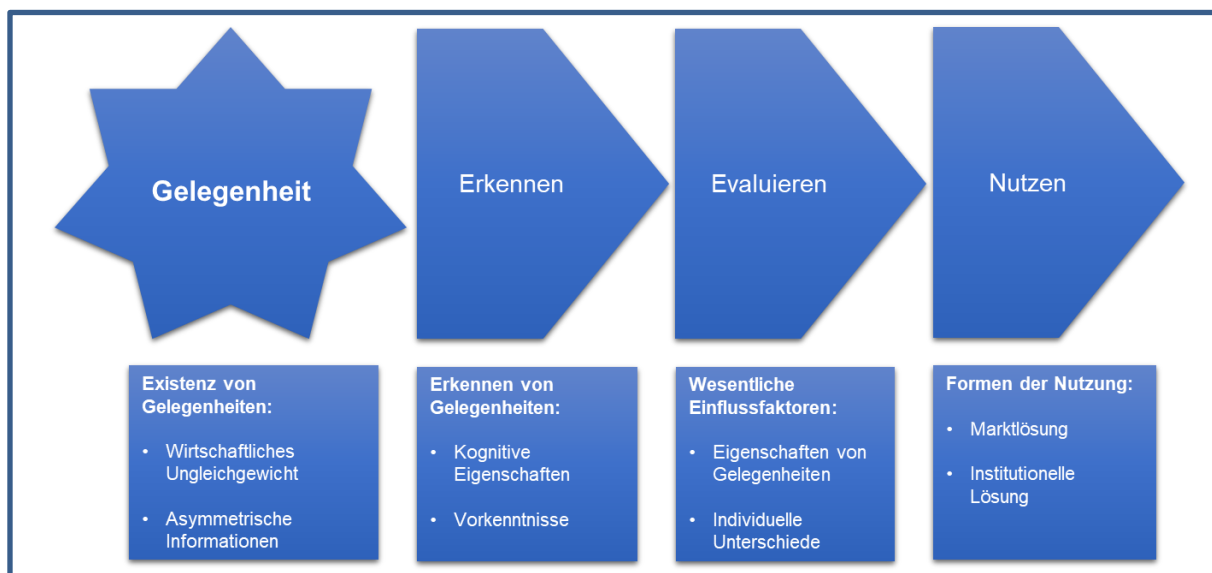 Gelegenheit
Erkennen
Evaluieren
Nutzen
Existenz von
Gelegenheiten:
• Wirtschaftliches
Ungleichgewicht
• Asymmetrische
Informationen
Erkennen von
Gelegenheiten:
• Kognitive
Eigenschaften
• Vorkenntnisse
Wesentliche
Einflussfaktoren:
• Eigenschaften von
Gelegenheiten
• Individuelle
Unterschiede
Formen der Nutzung:
• Marktlösung
• Institutionelle
Lösung